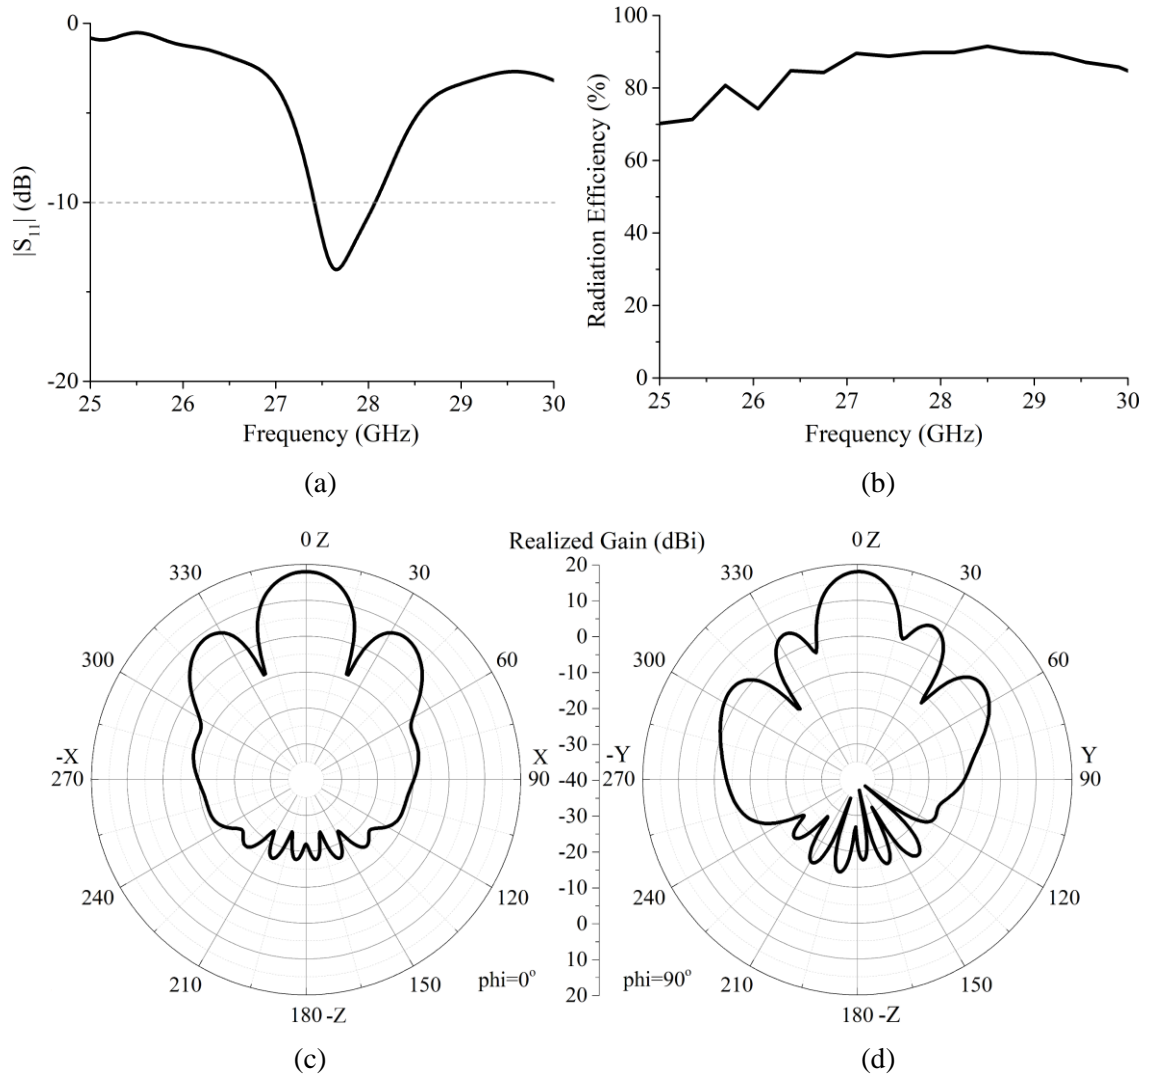 0
-10
-20
|S11| (dB)
25 26 27 28 29 30
Frequency (GHz)
(a)
100
80
60
40
20
0
Radiation Efficiency (%)
25 26 27 28 29 30
Frequency (GHz)
(b)
0 Z
330 30
300 60
-X X
270 90
240 120
210 150
180 -Z
phi=0°
(c)
Realized Gain (dBi)
20
10
0
-10
-20
-30
-40
-30
-20
-10
0
10
20
0 Z
330 30
300 60
-Y Y
270 90
240 120
210 150
180 -Z
phi=90°
(d)